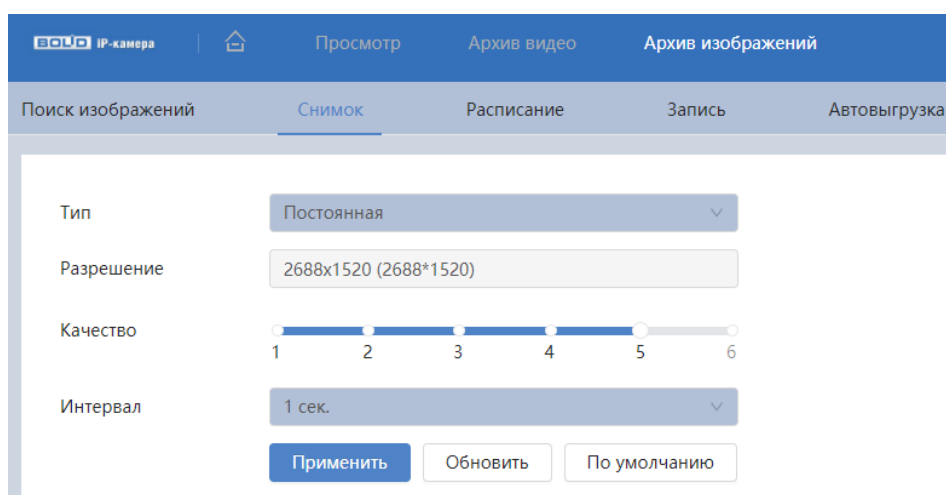 BOLID IP-камера Просмотр Архив видео Архив изображений
Поиск изображений Снимок Расписание Запись Автовыгрузка
Тип Постоянная
Разрешение 2688x1520 (2688*1520)
Качество
1 2 3 4 5 6
Интервал 1 сек.
Применить Обновить По умолчанию